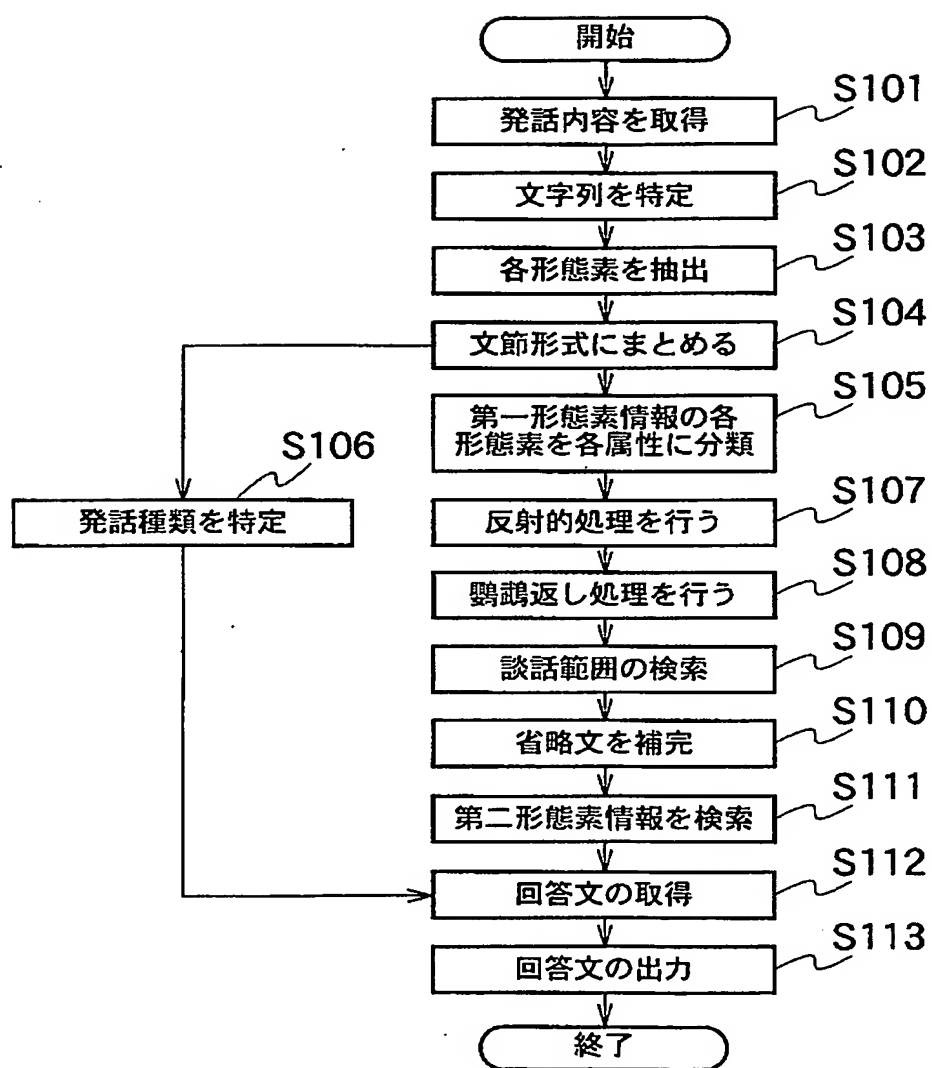 開始
S101
発話内容を取得
S102
文字列を特定
S103
各形態素を抽出
S104
文節形式にまとめる
S105
第一形態素情報の各
形態素を各属性に分類
S106
発話種類を特定
S107
反射的処理を行う
S108
鸚鵡返し処理を行う
S109
談話範囲の検索
S110
省略文を補完
S111
第二形態素情報を検索
S112
回答文の取得
S113
回答文の出力
終了